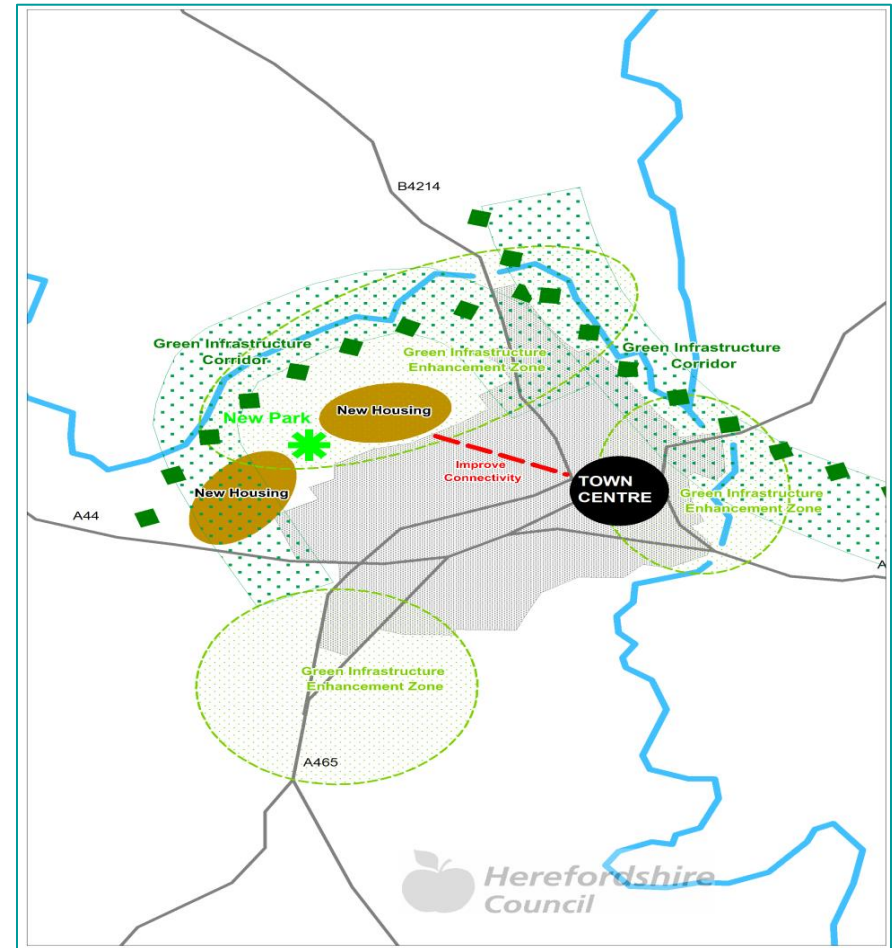 B4214
Green Infrastructure
Corridor
Green Infrastructure
Enhancement Zone
Green Infrastructure
Corridor
New Park
New Housing
Improve
Connectivity
TOWN
CENTRE
New Housing
Green Infrastructure
Enhancement Zone
A44
A
Green Infrastructure
Enhancement Zone
A465
Herefordshire
Council